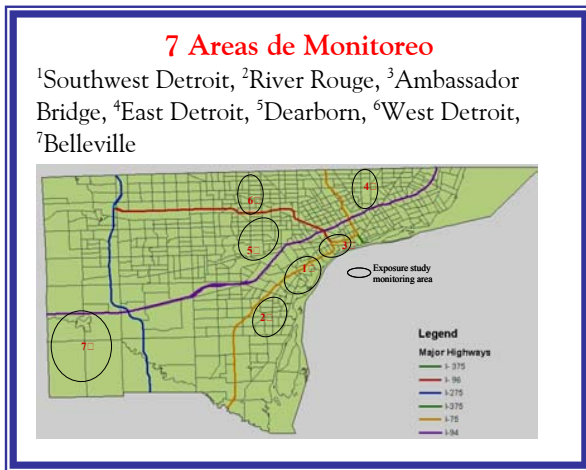 7 Areas de Monitoreo
¹Southwest Detroit, ²River Rouge, ³Ambassador
Bridge, ⁴East Detroit, ⁵Dearborn, ⁶West Detroit,
⁷Belleville
4
6
5
3
1
Exposure study
monitoring area
2
7
Legend
Major Highways
I-375
I-96
I-275
I-375
I-75
I-94